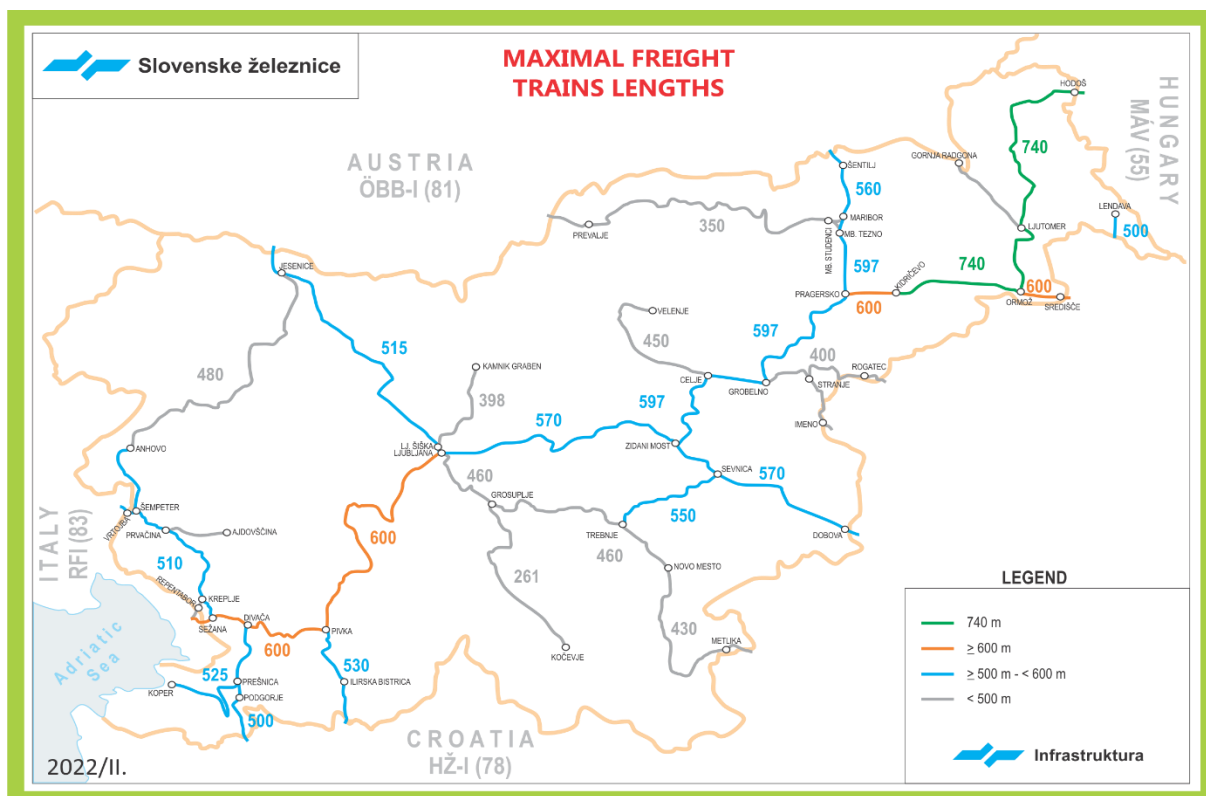 Slovenske železnice
MAXIMAL FREIGHT
TRAINS LENGTHS
HODOŠ
HUNGARY
MÁV (55)
AUSTRIA
ÖBB-I (81)
740
GORNJA RADGONA
ŠENTILJ
560
LENDAVA
500
PREVALJE
350
MARIBOR
MB. TEZNO
MB. STUDENCI
LJUTOMER
JESENICE
597
740
KIDRIČEVO
PRAGERSKO
600
600
ORMOŽ
SREDIŠČE
VELENJE
450
597
515
480
KAMNIK GRABEN
398
CELJE
GROBELNO
400
ROGATEC
STRANJE
IMENO
597
570
ANHOVO
LJ. ŠIŠKA
LJUBLJANA
ZIDANI MOST
460
SEVNICA
570
GROSUPLJE
550
TREBNJE
DOBOVA
ŠEMPETER
VRTOJBA
PRVAČINA
AJDOVŠČINA
600
460
ITALY
RFI (83)
510
261
NOVO MESTO
REPENTABOR
KREPLJE
SEŽANA
DIVAČA
PIVKA
600
430
METLIKA
KOČEVJE
Adriatic
Sea
525
530
PREŠNICA
ILIRSKA BISTRICA
KOPER
PODGORJE
500
CROATIA
HŽ-I (78)
2022/II.
LEGEND
740 m
≥ 600 m
≥ 500 m - < 600 m
< 500 m
Infrastruktura